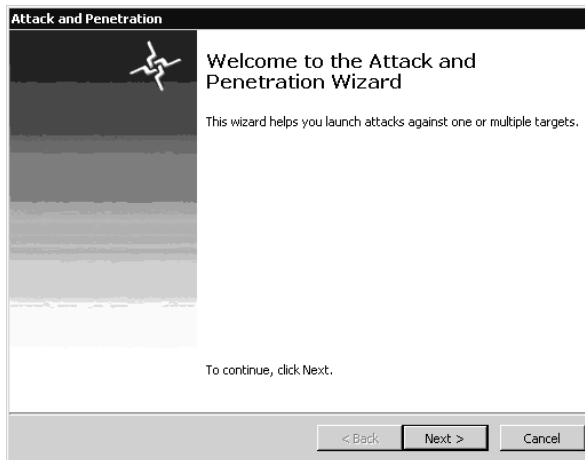 Attack and Penetration
Welcome to the Attack and
Penetration Wizard
This wizard helps you launch attacks against one or multiple targets.
To continue, click Next.
< Back Next > Cancel